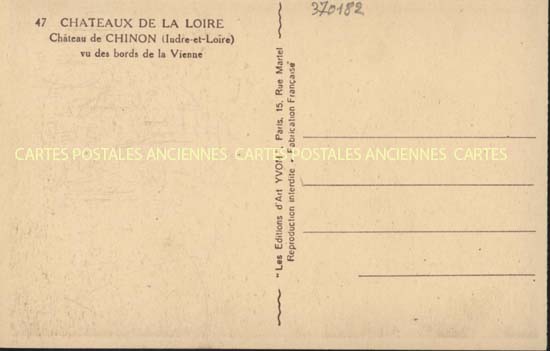 47 CHATEAUX DE LA LOIRE
Château de CHINON (Indre-et-Loire)
vu des bords de la Vienne
370182
"Les Editions d'Art YVON", Paris, 15, Rue Martel
Reproduction interdite - Fabrication Française
CARTES POSTALES ANCIENNES CARTES POSTALES ANCIENNES CARTES